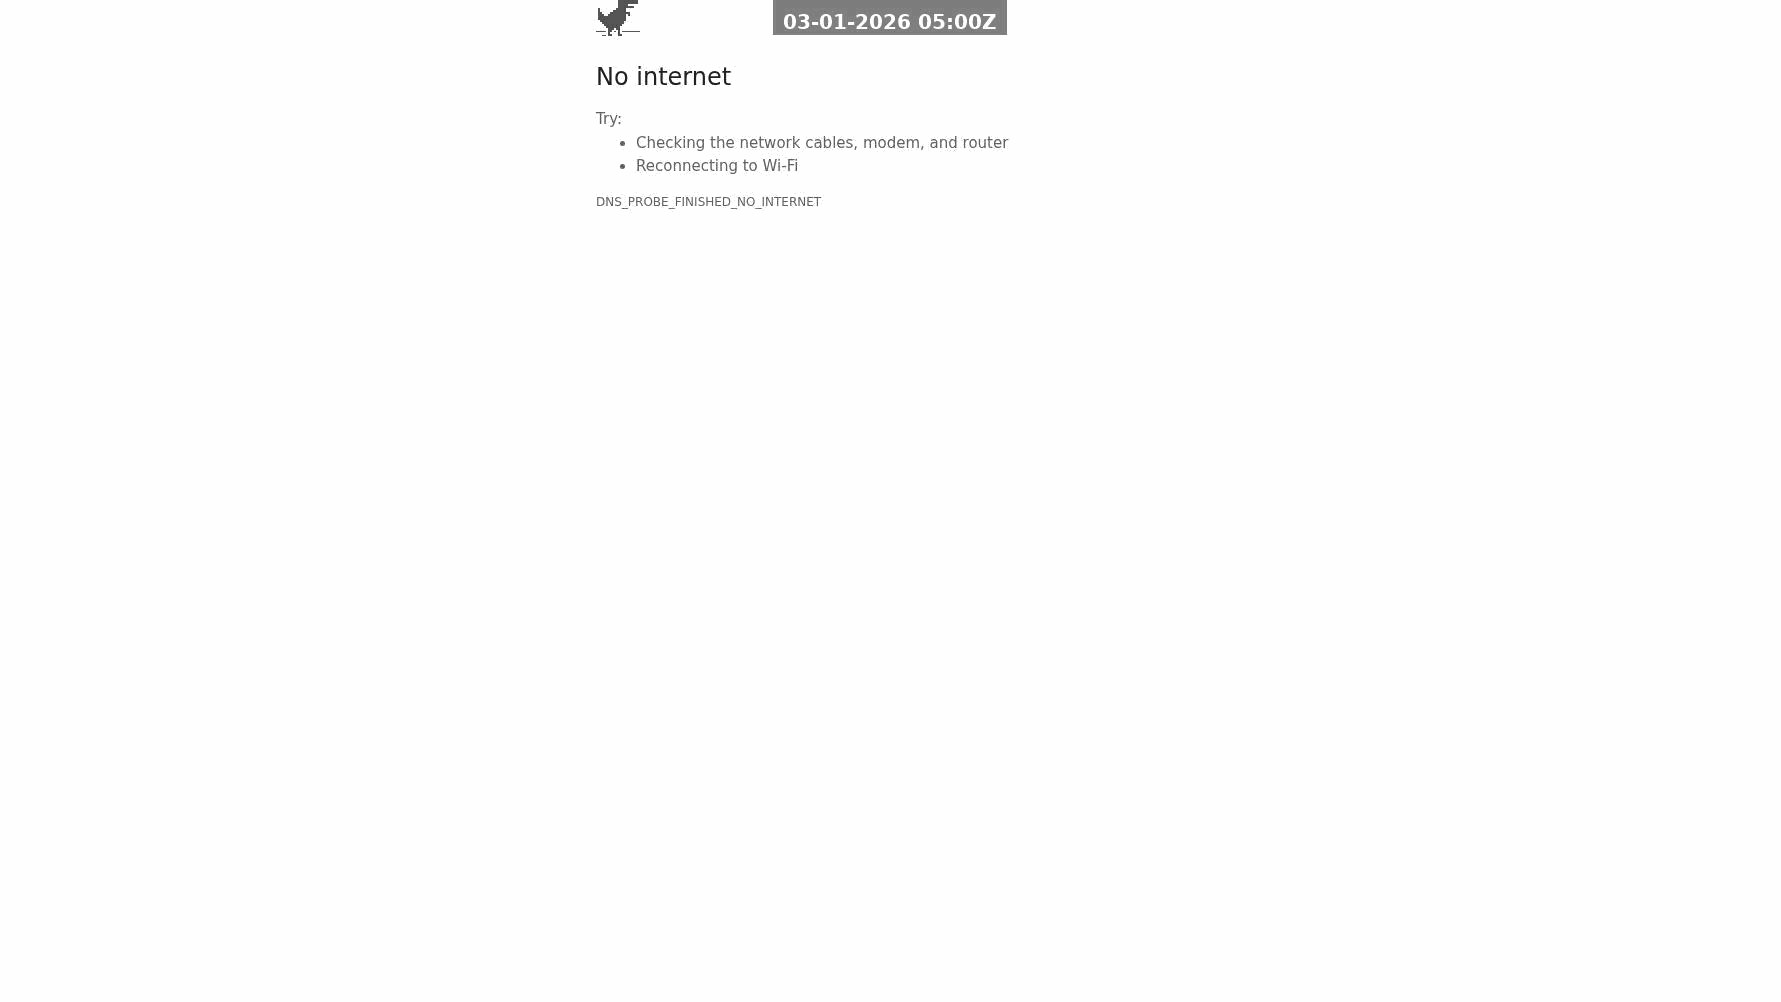 03-01-2026 05:00Z
No internet
Try:
Checking the network cables, modem, and router
Reconnecting to Wi-Fi
DNS_PROBE_FINISHED_NO_INTERNET